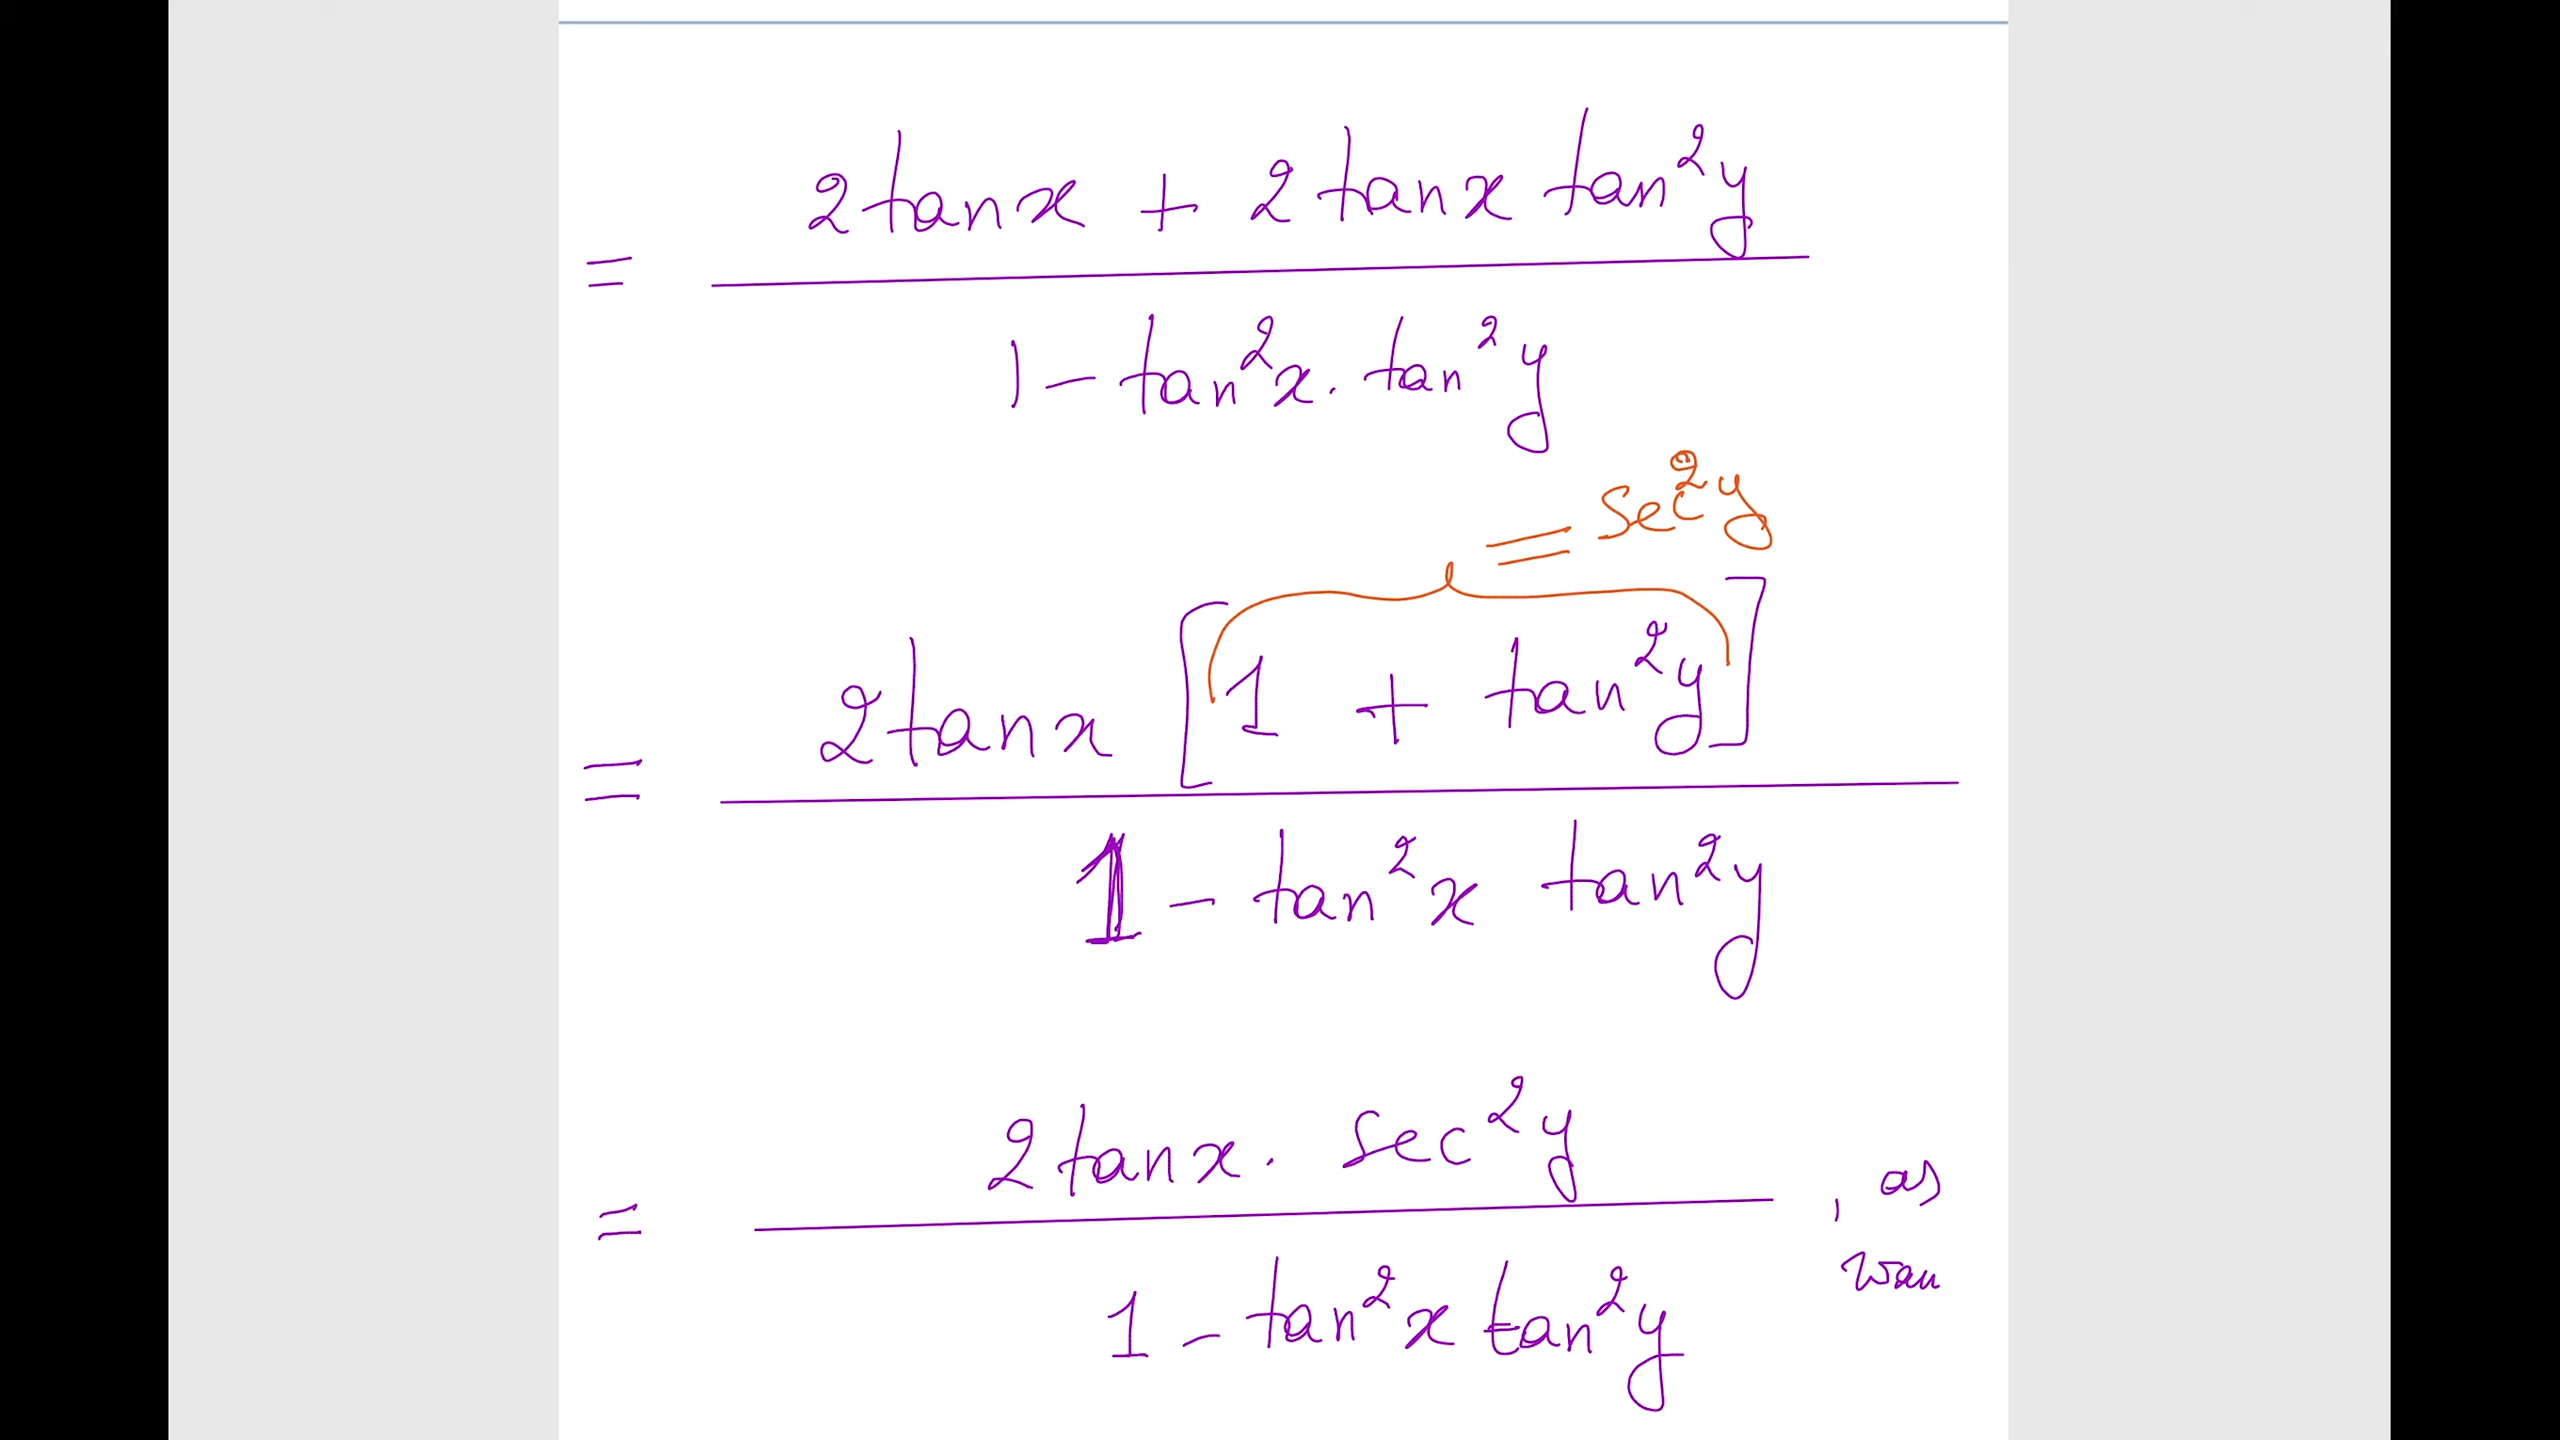 2tanx + 2tanx tan²y
=
1 - tan²x . tan²y
= sec²y
2tanx [1 + tan²y]
=
1 - tan²x tan²y
2tanx . sec²y
=
, as
1 - tan²x tan²y